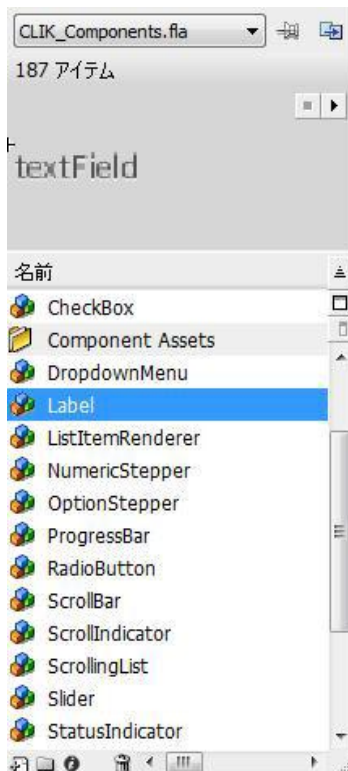 CLIK_Components.fla
187 アイテム
textField
名前
CheckBox
Component Assets
DropdownMenu
Label
ListItemRenderer
NumericStepper
OptionStepper
ProgressBar
RadioButton
ScrollBar
ScrollIndicator
ScrollingList
Slider
StatusIndicator